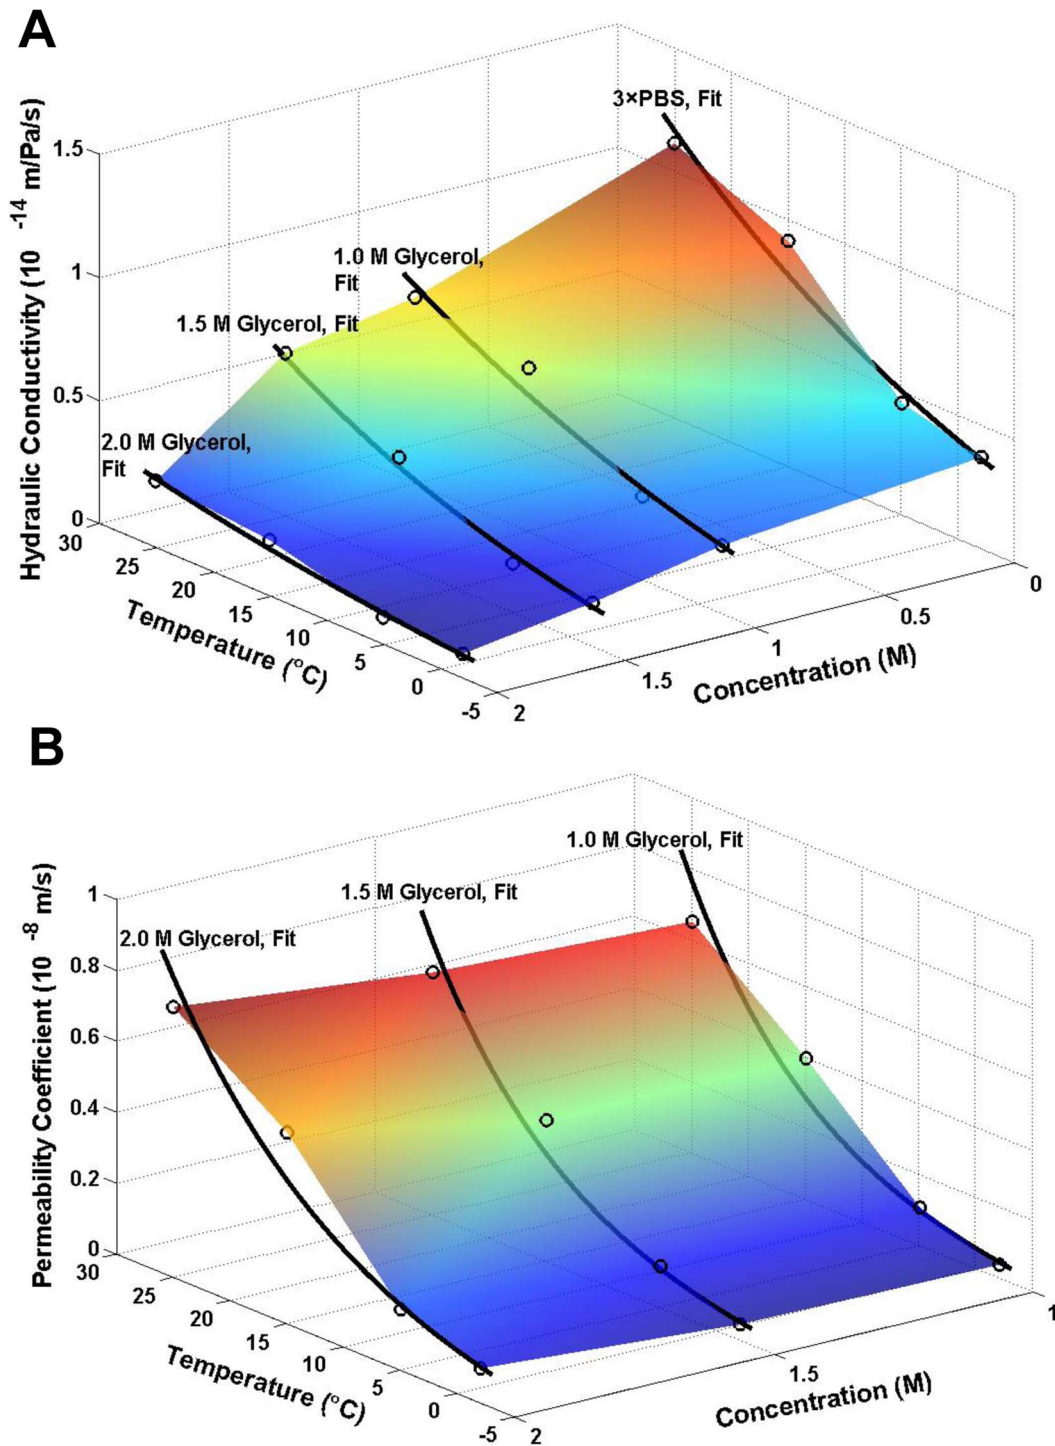 A
Hydraulic Conductivity (10 -14 m/Pa/s)
1.5
1
0.5
0
3×PBS, Fit
1.0 M Glycerol,
Fit
1.5 M Glycerol, Fit
2.0 M Glycerol,
Fit
30
25
20
15
10
5
0
-5
Temperature (°C)
2
1.5
1
0.5
0
Concentration (M)
B
Permeability Coefficient (10 -8 m/s)
1
0.8
0.6
0.4
0.2
0
1.0 M Glycerol, Fit
1.5 M Glycerol, Fit
2.0 M Glycerol, Fit
30
25
20
15
10
5
0
-5
Temperature (°C)
2
1.5
1
Concentration (M)